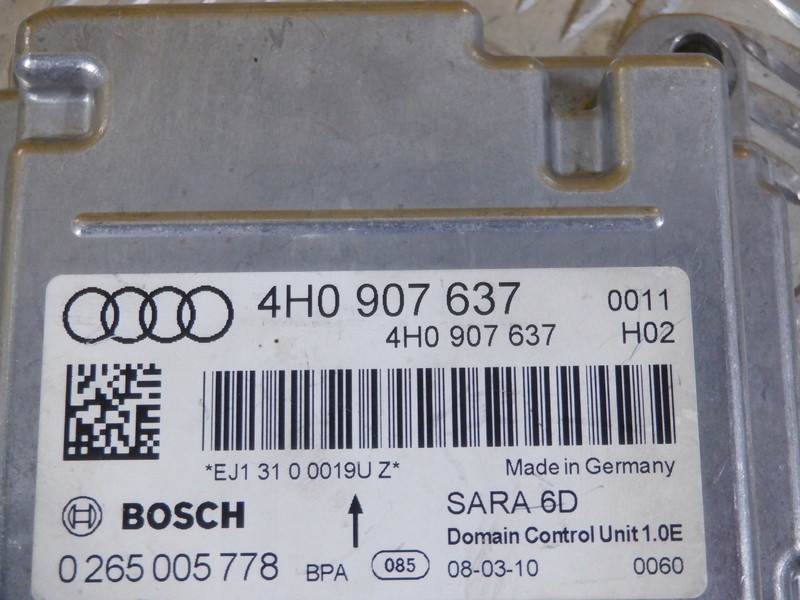 4H0 907 637 0011
4H0 907 637 H02
*EJ1 31 0 0019U Z* Made in Germany
BOSCH SARA 6D
Domain Control Unit 1.0E
0 265 005 778 BPA 085 08-03-10 0060